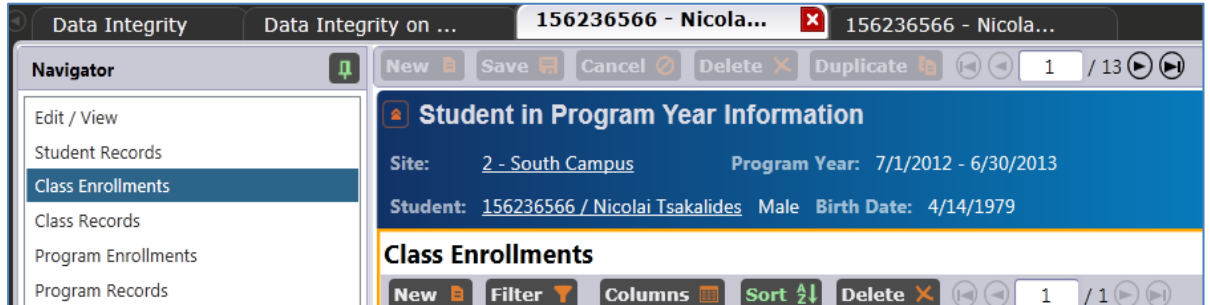 Data Integrity Data Integrity on ... 156236566 - Nicola... 156236566 - Nicola...
Navigator
New Save Cancel Delete Duplicate 1 / 13
Edit / View
Student Records
Class Enrollments
Class Records
Program Enrollments
Program Records
Student in Program Year Information
Site: 2 - South Campus Program Year: 7/1/2012 - 6/30/2013
Student: 156236566 / Nicolai Tsakalides Male Birth Date: 4/14/1979
Class Enrollments
New Filter Columns Sort Delete 1 / 1